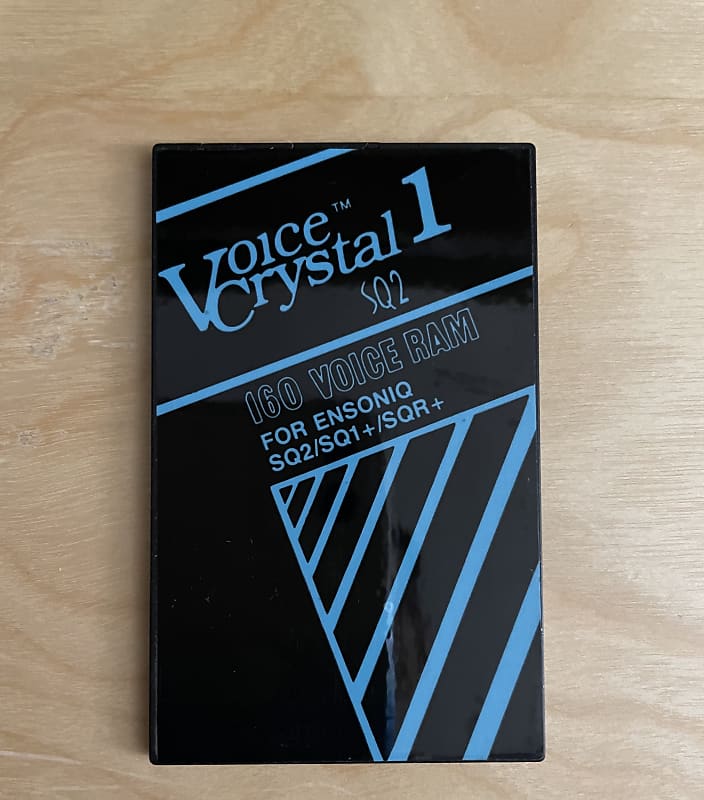 Voice™
Crystal 1
SQ2
160 VOICE RAM
FOR ENSONIQ
SQ2/SQ1+/SQR+